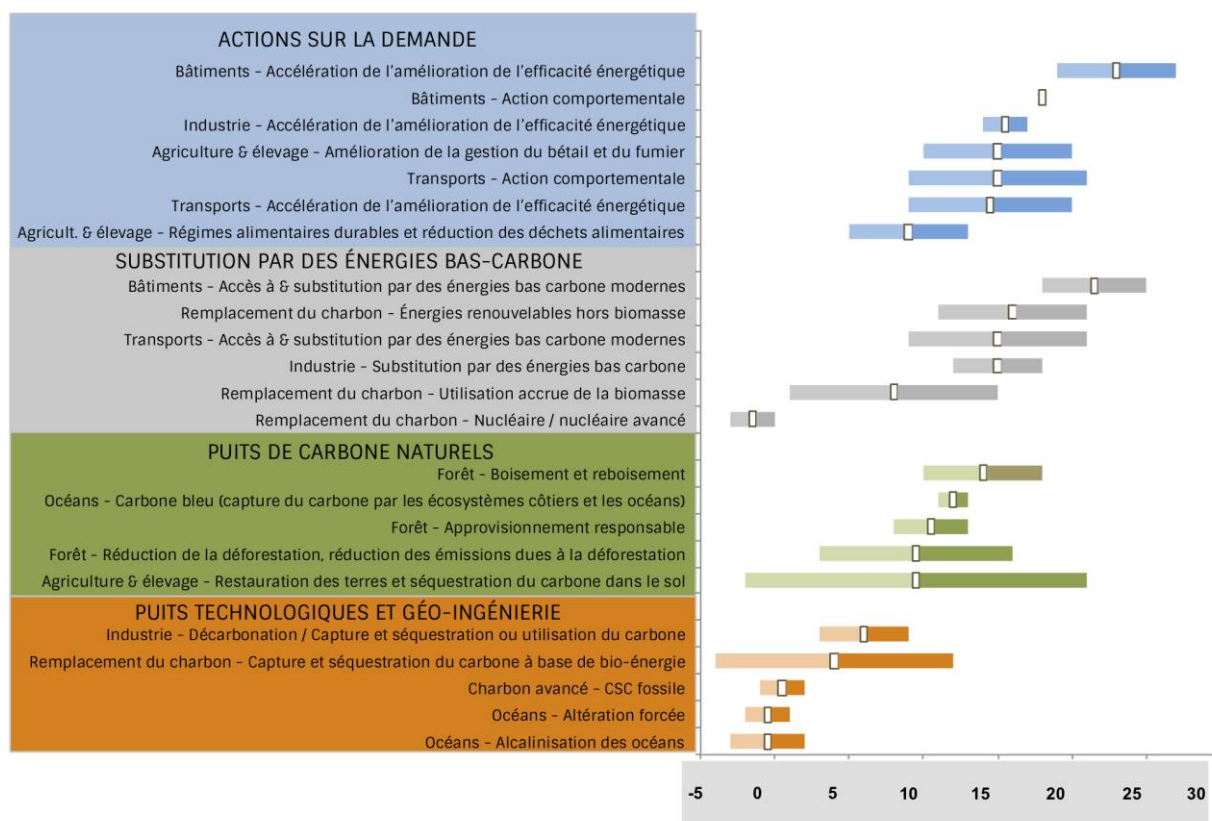 ACTIONS SUR LA DEMANDE
Bâtiments - Accélération de l'amélioration de l'efficacité énergétique
Bâtiments - Action comportementale
Industrie - Accélération de l'amélioration de l'efficacité énergétique
Agriculture & élevage - Amélioration de la gestion du bétail et du fumier
Transports - Action comportementale
Transports - Accélération de l'amélioration de l'efficacité énergétique
Agricult. & élevage - Régimes alimentaires durables et réduction des déchets alimentaires
SUBSTITUTION PAR DES ÉNERGIES BAS-CARBONE
Bâtiments - Accès à & substitution par des énergies bas carbone modernes
Remplacement du charbon - Énergies renouvelables hors biomasse
Transports - Accès à & substitution par des énergies bas carbone modernes
Industrie - Substitution par des énergies bas carbone
Remplacement du charbon - Utilisation accrue de la biomasse
Remplacement du charbon - Nucléaire / nucléaire avancé
PUITS DE CARBONE NATURELS
Forêt - Boisement et reboisement
Océans - Carbone bleu (capture du carbone par les écosystèmes côtiers et les océans)
Forêt - Approvisionnement responsable
Forêt - Réduction de la déforestation, réduction des émissions dues à la déforestation
Agriculture & élevage - Restauration des terres et séquestration du carbone dans le sol
PUITS TECHNOLOGIQUES ET GÉO-INGÉNIERIE
Industrie - Décarbonation / Capture et séquestration ou utilisation du carbone
Remplacement du charbon - Capture et séquestration du carbone à base de bio-énergie
Charbon avancé - CSC fossile
Océans - Altération forcée
Océans - Alcalinisation des océans
-5 0 5 10 15 20 25 30